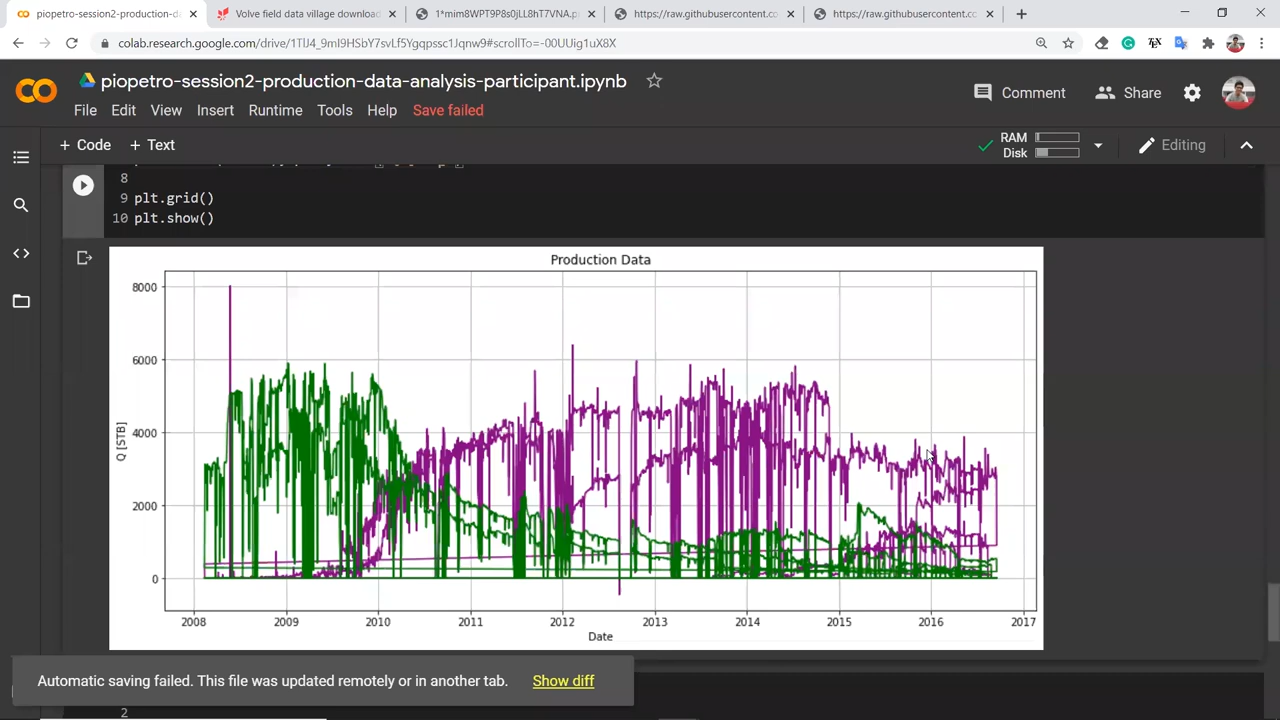 piopetro-session2-production-d
Volve field data village download
1*mim8WPT9P8s0jLL8hT7VNA.p
https://raw.githubusercontent.co
https://raw.githubusercontent.cc
colab.research.google.com/drive/1TlJ4_9mI9HSbY7svLf5Ygqpssc1Jqnw9#scrollTo=-00UUig1uX8X
piopetro-session2-production-data-analysis-participant.ipynb
File Edit View Insert Runtime Tools Help Save failed
Comment Share
+ Code + Text
RAM
Disk
Editing
8
9 plt.grid()
10 plt.show()
Production Data
8000
6000
4000
2000
0
Q [STB]
2008 2009 2010 2011 2012 2013 2014 2015 2016 2017
Date
Automatic saving failed. This file was updated remotely or in another tab. Show diff
2